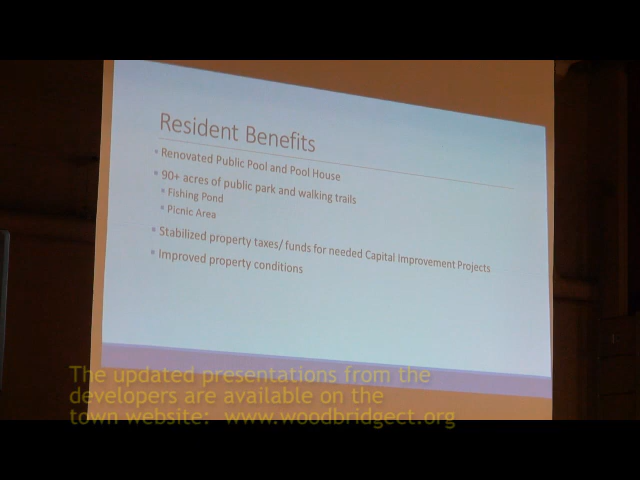 Resident Benefits
• Renovated Public Pool and Pool House
• 90+ acres of public park and walking trails
• Fishing Pond
• Picnic Area
• Stabilized property taxes/ funds for needed Capital Improvement Projects
• Improved property conditions
The updated presentations from the
developers are available on the
town website: www.woodbridgect.org